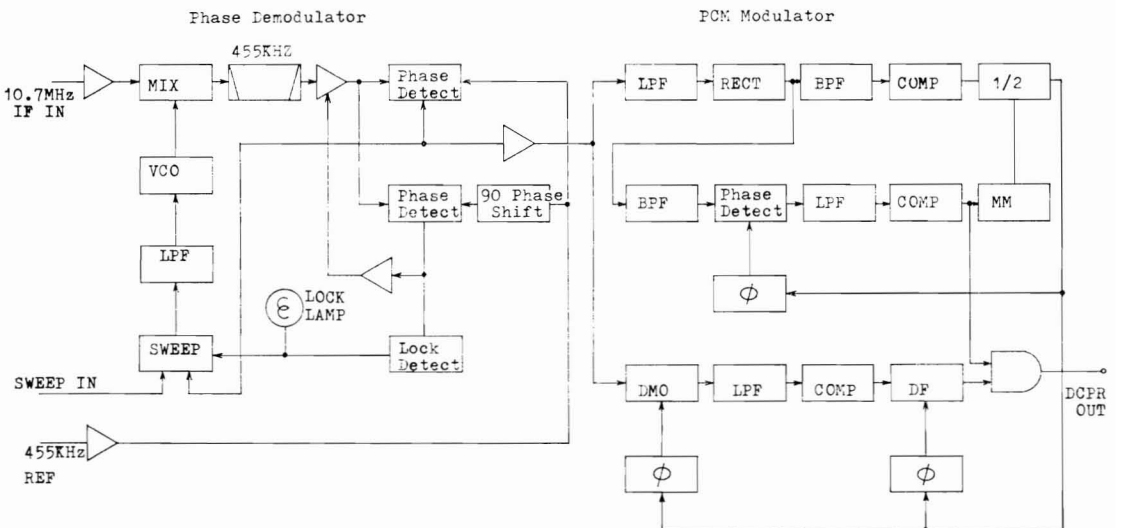 Phase Demodulator
PCM Modulator
455KHZ
10.7MHz
IF IN
MIX
Phase
Detect
LPF
RECT
BPF
COMP
1/2
VCO
Phase
Detect
90 Phase
Shift
BPF
Phase
Detect
LPF
COMP
MM
LPF
LOCK
LAMP
ϕ
SWEEP
Lock
Detect
SWEEP IN
DMO
LPF
COMP
DF
DCPR
OUT
455KHz
REF
ϕ
ϕ